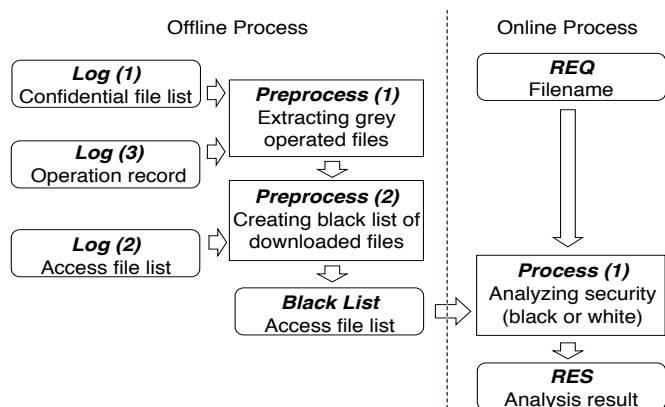 Offline Process
Online Process
Log (1)
Confidential file list
Preprocess (1)
Extracting grey
operated files
Log (3)
Operation record
Preprocess (2)
Creating black list of
downloaded files
Log (2)
Access file list
Black List
Access file list
REQ
Filename
Process (1)
Analyzing security
(black or white)
RES
Analysis result